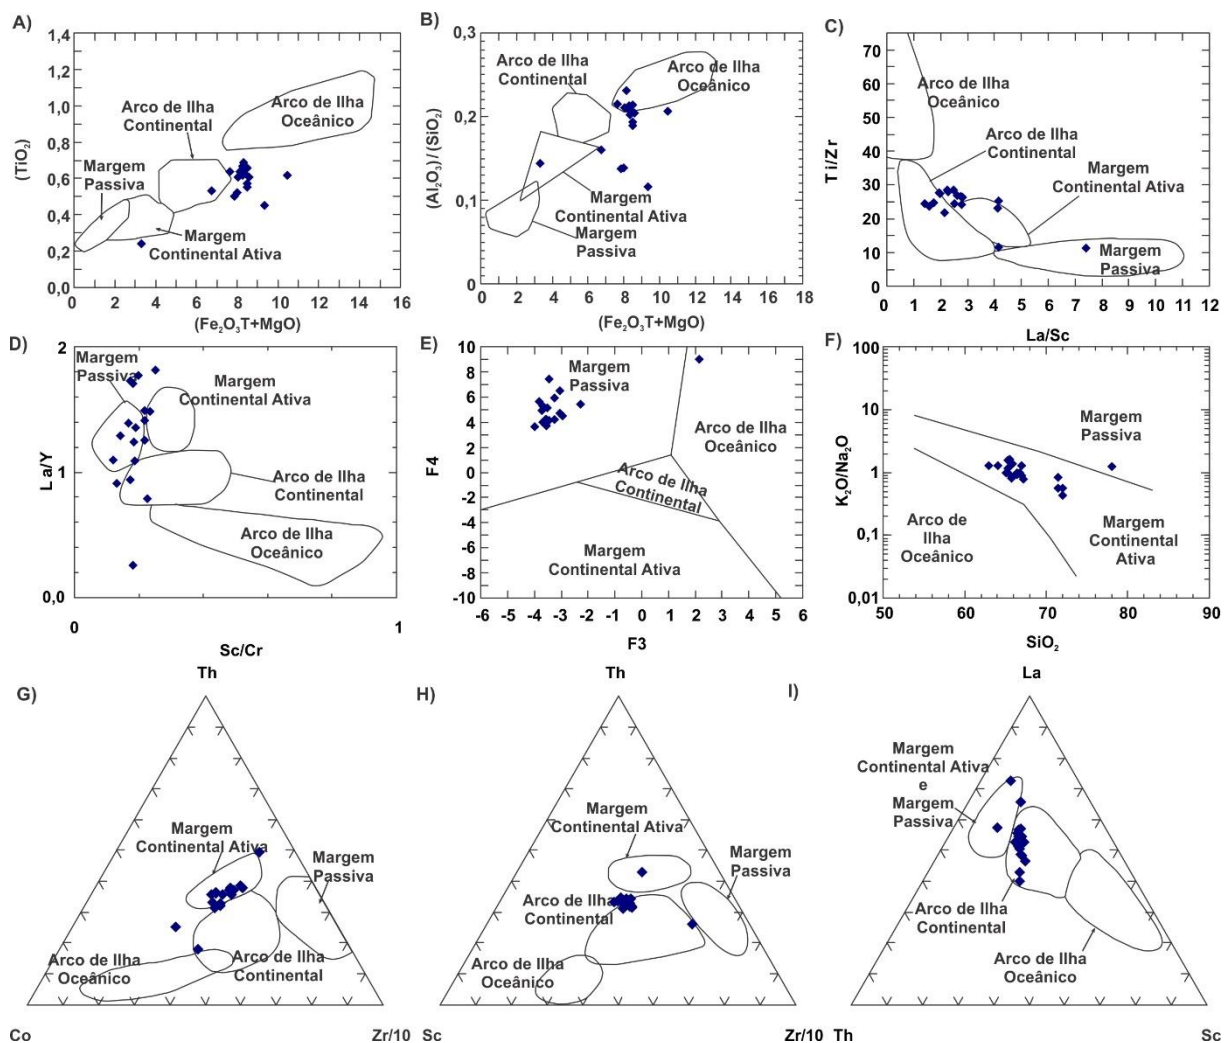 A)
1,4
1,2
1,0
0,8
0,6
0,4
0,2
0,0
(TiO₂)
Arco de Ilha
Continental
Arco de Ilha
Oceânico
Margem
Passiva
Margem
Continental Ativa
0 2 4 6 8 10 12 14 16
(Fe₂O₃T+MgO)
B)
0,3
0,2
0,1
0
(Al₂O₃)/(SiO₂)
Arco de Ilha
Continental
Arco de Ilha
Oceânico
Margem
Continental Ativa
Margem
Passiva
0 2 4 6 8 10 12 14 16 18
(Fe₂O₃T+MgO)
C)
70
60
50
40
30
20
10
0
Ti/Zr
Arco de Ilha
Oceânico
Arco de Ilha
Continental
Margem
Continental Ativa
Margem
Passiva
0 1 2 3 4 5 6 7 8 9 10 11 12
La/Sc
D)
2
1
0,0
La/Y
Margem
Passiva
Margem
Continental Ativa
Arco de Ilha
Continental
Arco de Ilha
Oceânico
0 1
Sc/Cr
E)
10
8
6
4
2
0
-2
-4
-6
-8
-10
F4
Margem
Passiva
Arco de Ilha
Oceânico
Arco de Ilha
Continental
Margem
Continental Ativa
-6 -5 -4 -3 -2 -1 0 1 2 3 4 5 6
F3
F)
100
10
1
0,1
0,01
K₂O/Na₂O
Margem
Passiva
Arco de
Ilha
Oceânico
Margem
Continental
Ativa
50 60 70 80 90
SiO₂
G)
Th
Margem
Continental Ativa
Margem
Passiva
Arco de Ilha
Oceânico
Arco de Ilha
Continental
Co Zr/10
H)
Th
Margem
Continental Ativa
Margem
Passiva
Arco de Ilha
Continental
Arco de Ilha
Oceânico
Sc Zr/10
I)
La
Margem
Continental Ativa
e
Margem
Passiva
Arco de Ilha
Continental
Arco de Ilha
Oceânico
Th Sc